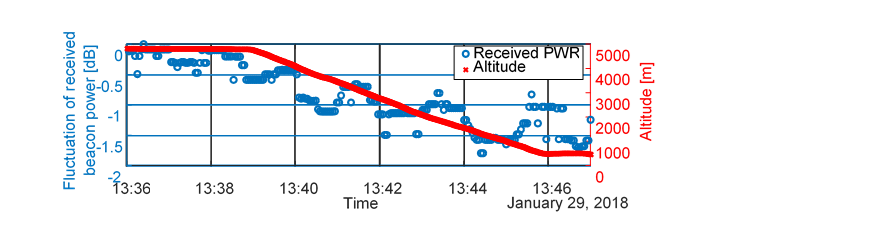 Fluctuation of received
beacon power [dB]
0
-0.5
-1
-1.5
-2
Received PWR
Altitude
5000
4000
3000
2000
1000
0
Altitude [m]
13:36
13:38
13:40
13:42
13:44
13:46
Time
January 29, 2018